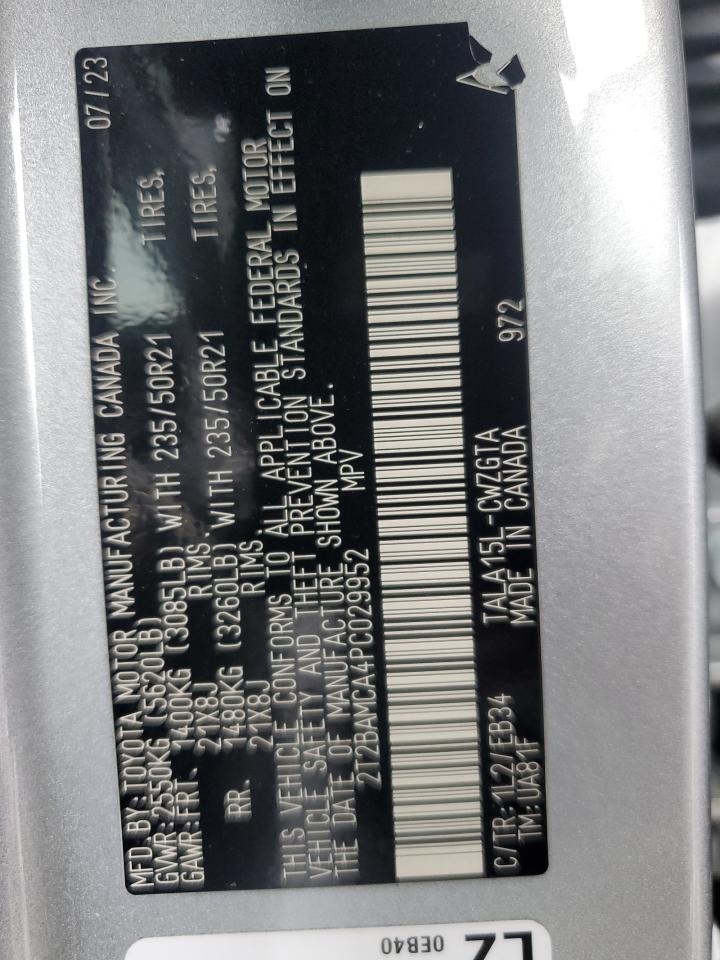 MFD.BY:TOYOTA MOTOR MANUFACTURING CANADA INC. 07/23
GVWR:2550KG (5620LB)
GAWR:FRT. 1400KG (3085LB) WITH 235/50R21 TIRES,
21X8J RIMS.
RR. 1480KG (3260LB) WITH 235/50R21 TIRES,
21X8J RIMS.
THIS VEHICLE CONFORMS TO ALL APPLICABLE FEDERAL MOTOR
VEHICLE SAFETY AND THEFT PREVENTION STANDARDS IN EFFECT ON
THE DATE OF MANUFACTURE SHOWN ABOVE.
2T2BAMCA4PC029952 MPV
C/TR:1L2/EB34 TALA15L-CWZGTA 972
TM:UA81F MADE IN CANADA
A
LZ
0EB40